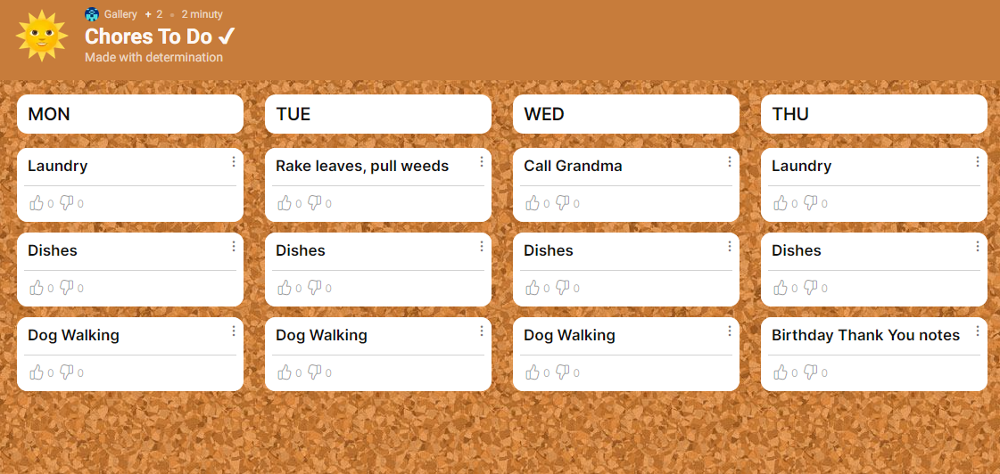 Gallery + 2 • 2 minuty
Chores To Do ✔
Made with determination
MON
Laundry
0 0
Dishes
0 0
Dog Walking
0 0
TUE
Rake leaves, pull weeds
0 0
Dishes
0 0
Dog Walking
0 0
WED
Call Grandma
0 0
Dishes
0 0
Dog Walking
0 0
THU
Laundry
0 0
Dishes
0 0
Birthday Thank You notes
0 0